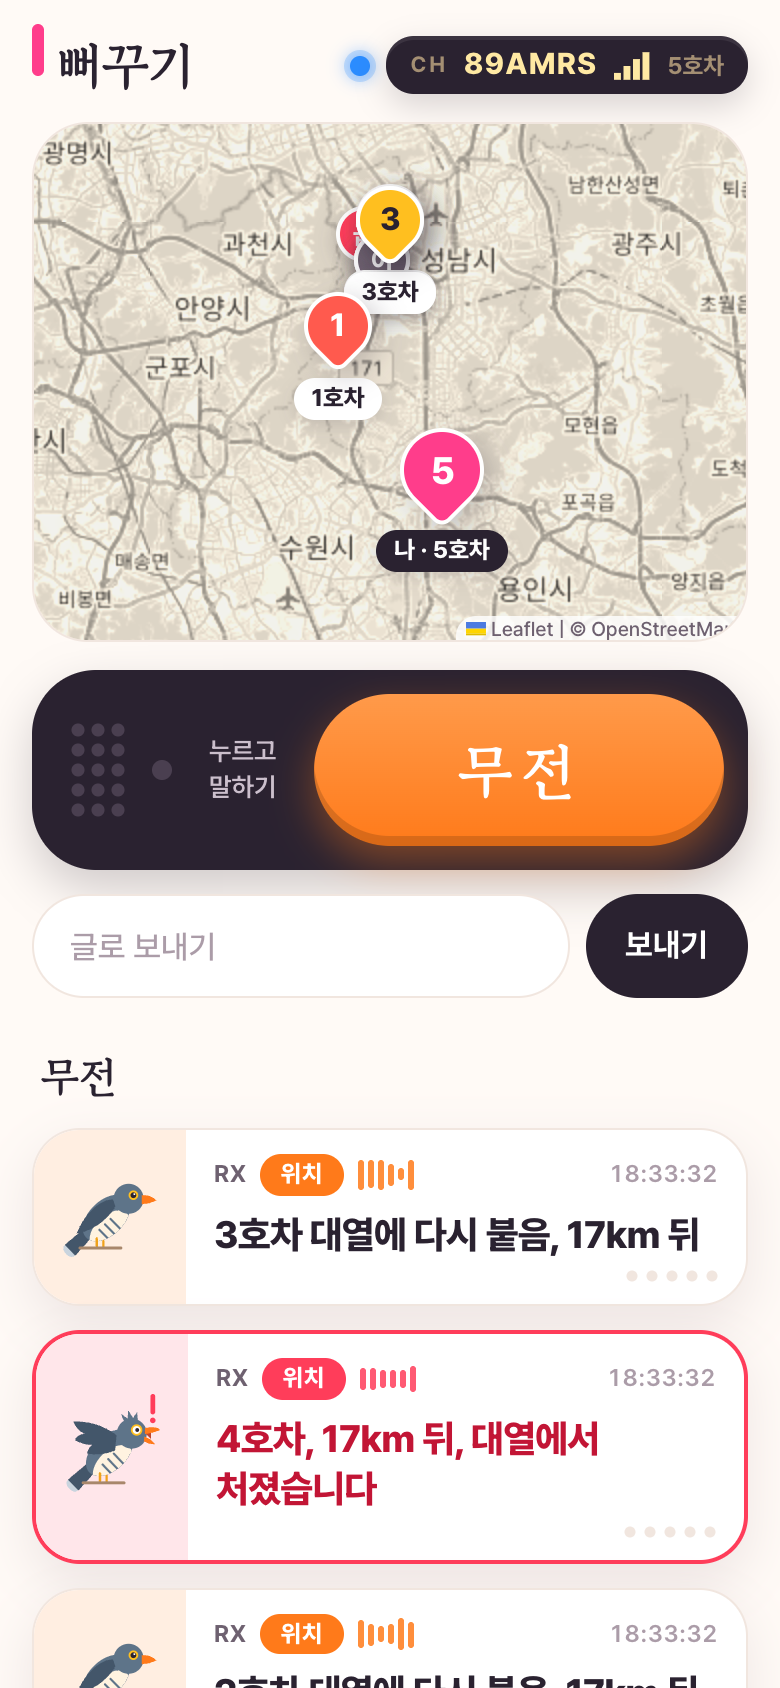 뻐꾸기
CH 89AMRS 5호차
광명시
남한산성면
과천시
성남시
광주시
3
3호차
안양시
초월읍
1
군포시
171
1호차
모현읍
5
도척
포곡읍
수원시
나 · 5호차
매송면
용인시
양지읍
비봉면
Leaflet | © OpenStreetMap
누르고
말하기
무전
글로 보내기
보내기
무전
RX 위치 18:33:32
3호차 대열에 다시 붙음, 17km 뒤
RX 위치 18:33:32
4호차, 17km 뒤, 대열에서
처졌습니다
RX 위치 18:33:32